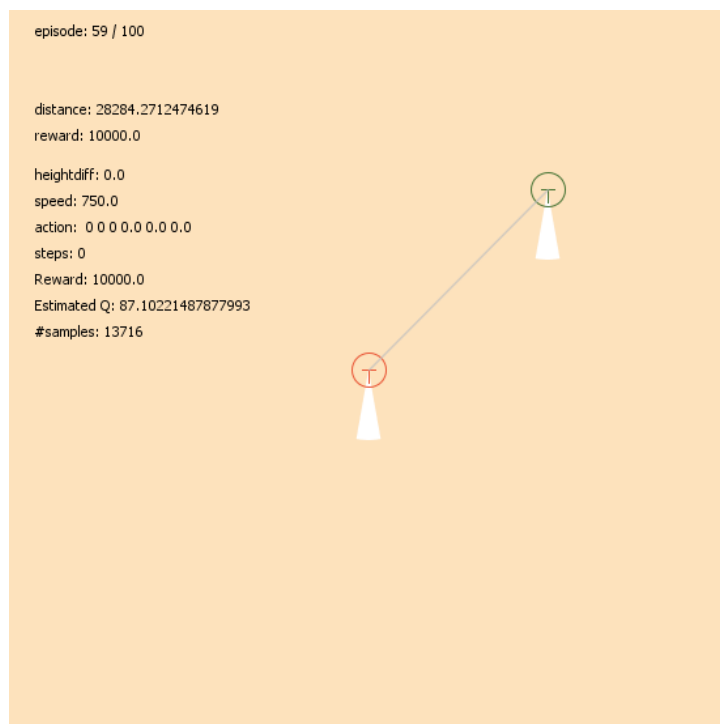 episode: 59 / 100
distance: 28284.2712474619
reward: 10000.0
heightdiff: 0.0
speed: 750.0
action:  0 0 0 0.0 0.0 0.0
steps: 0
Reward: 10000.0
Estimated Q: 87.10221487877993
#samples: 13716